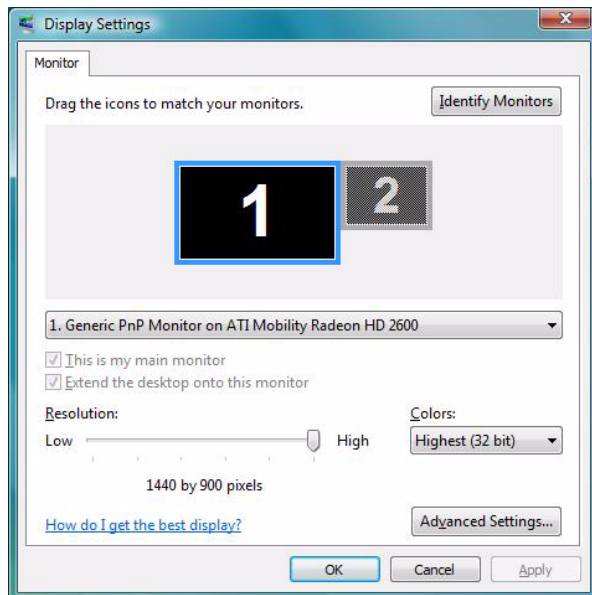 Display Settings
Monitor
Drag the icons to match your monitors.
Identify Monitors
1
2
1. Generic PnP Monitor on ATI Mobility Radeon HD 2600
This is my main monitor
Extend the desktop onto this monitor
Resolution:
Colors:
Low
High
Highest (32 bit)
1440 by 900 pixels
How do I get the best display?
Advanced Settings...
OK
Cancel
Apply